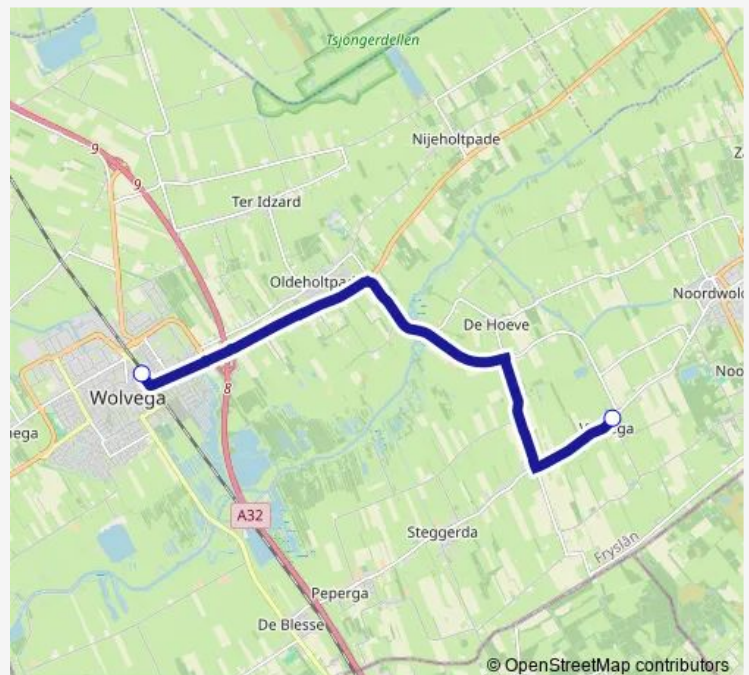 Tsjongerdellen
9
9
Nijeholtpade
Ter Idzard
Oldeholtpa
Noordwol
De Hoeve
8
Wolvega
Noo
ega
nega
A32
Steggerda
Fryslân
Peperga
De Blesse
© OpenStreetMap contributors